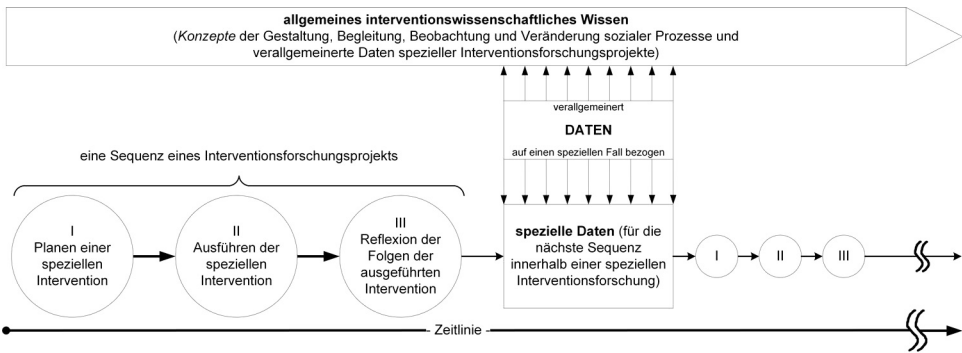 allgemeines interventionswissenschaftliches Wissen
(Konzepte der Gestaltung, Begleitung, Beobachtung und Veränderung sozialer Prozesse und
verallgemeinerte Daten spezieller Interventionsforschungsprojekte)
verallgemeinert
DATEN
auf einen speziellen Fall bezogen
eine Sequenz eines Interventionsforschungsprojekts
I
Planen einer
speziellen
Intervention
II
Ausführen der
speziellen
Intervention
III
Reflexion der
Folgen der
ausgeführten
Intervention
spezielle Daten (für die
nächste Sequenz
innerhalb einer speziellen
Interventionsforschung)
I
II
III
- Zeitlinie -